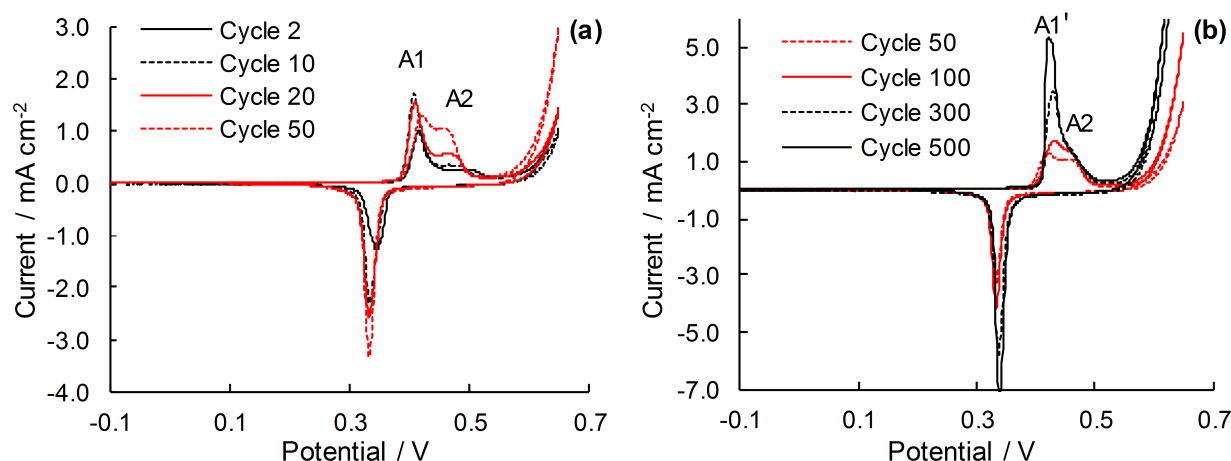 (a)
Cycle 2
Cycle 10
Cycle 20
Cycle 50
A1
A2
3.0
2.0
1.0
0.0
-1.0
-2.0
-3.0
-4.0
Current / mA cm-2
-0.1
0.1
0.3
0.5
0.7
Potential / V
(b)
Cycle 50
Cycle 100
Cycle 300
Cycle 500
A1'
A2
5.0
3.0
1.0
-1.0
-3.0
-5.0
-7.0
Current / mA cm-2
-0.1
0.1
0.3
0.5
0.7
Potential / V